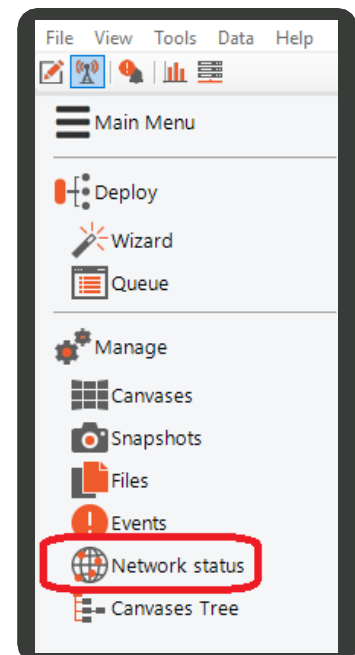 File View Tools Data Help
Main Menu
Deploy
Wizard
Queue
Manage
Canvases
Snapshots
Files
Events
Network status
Canvases Tree